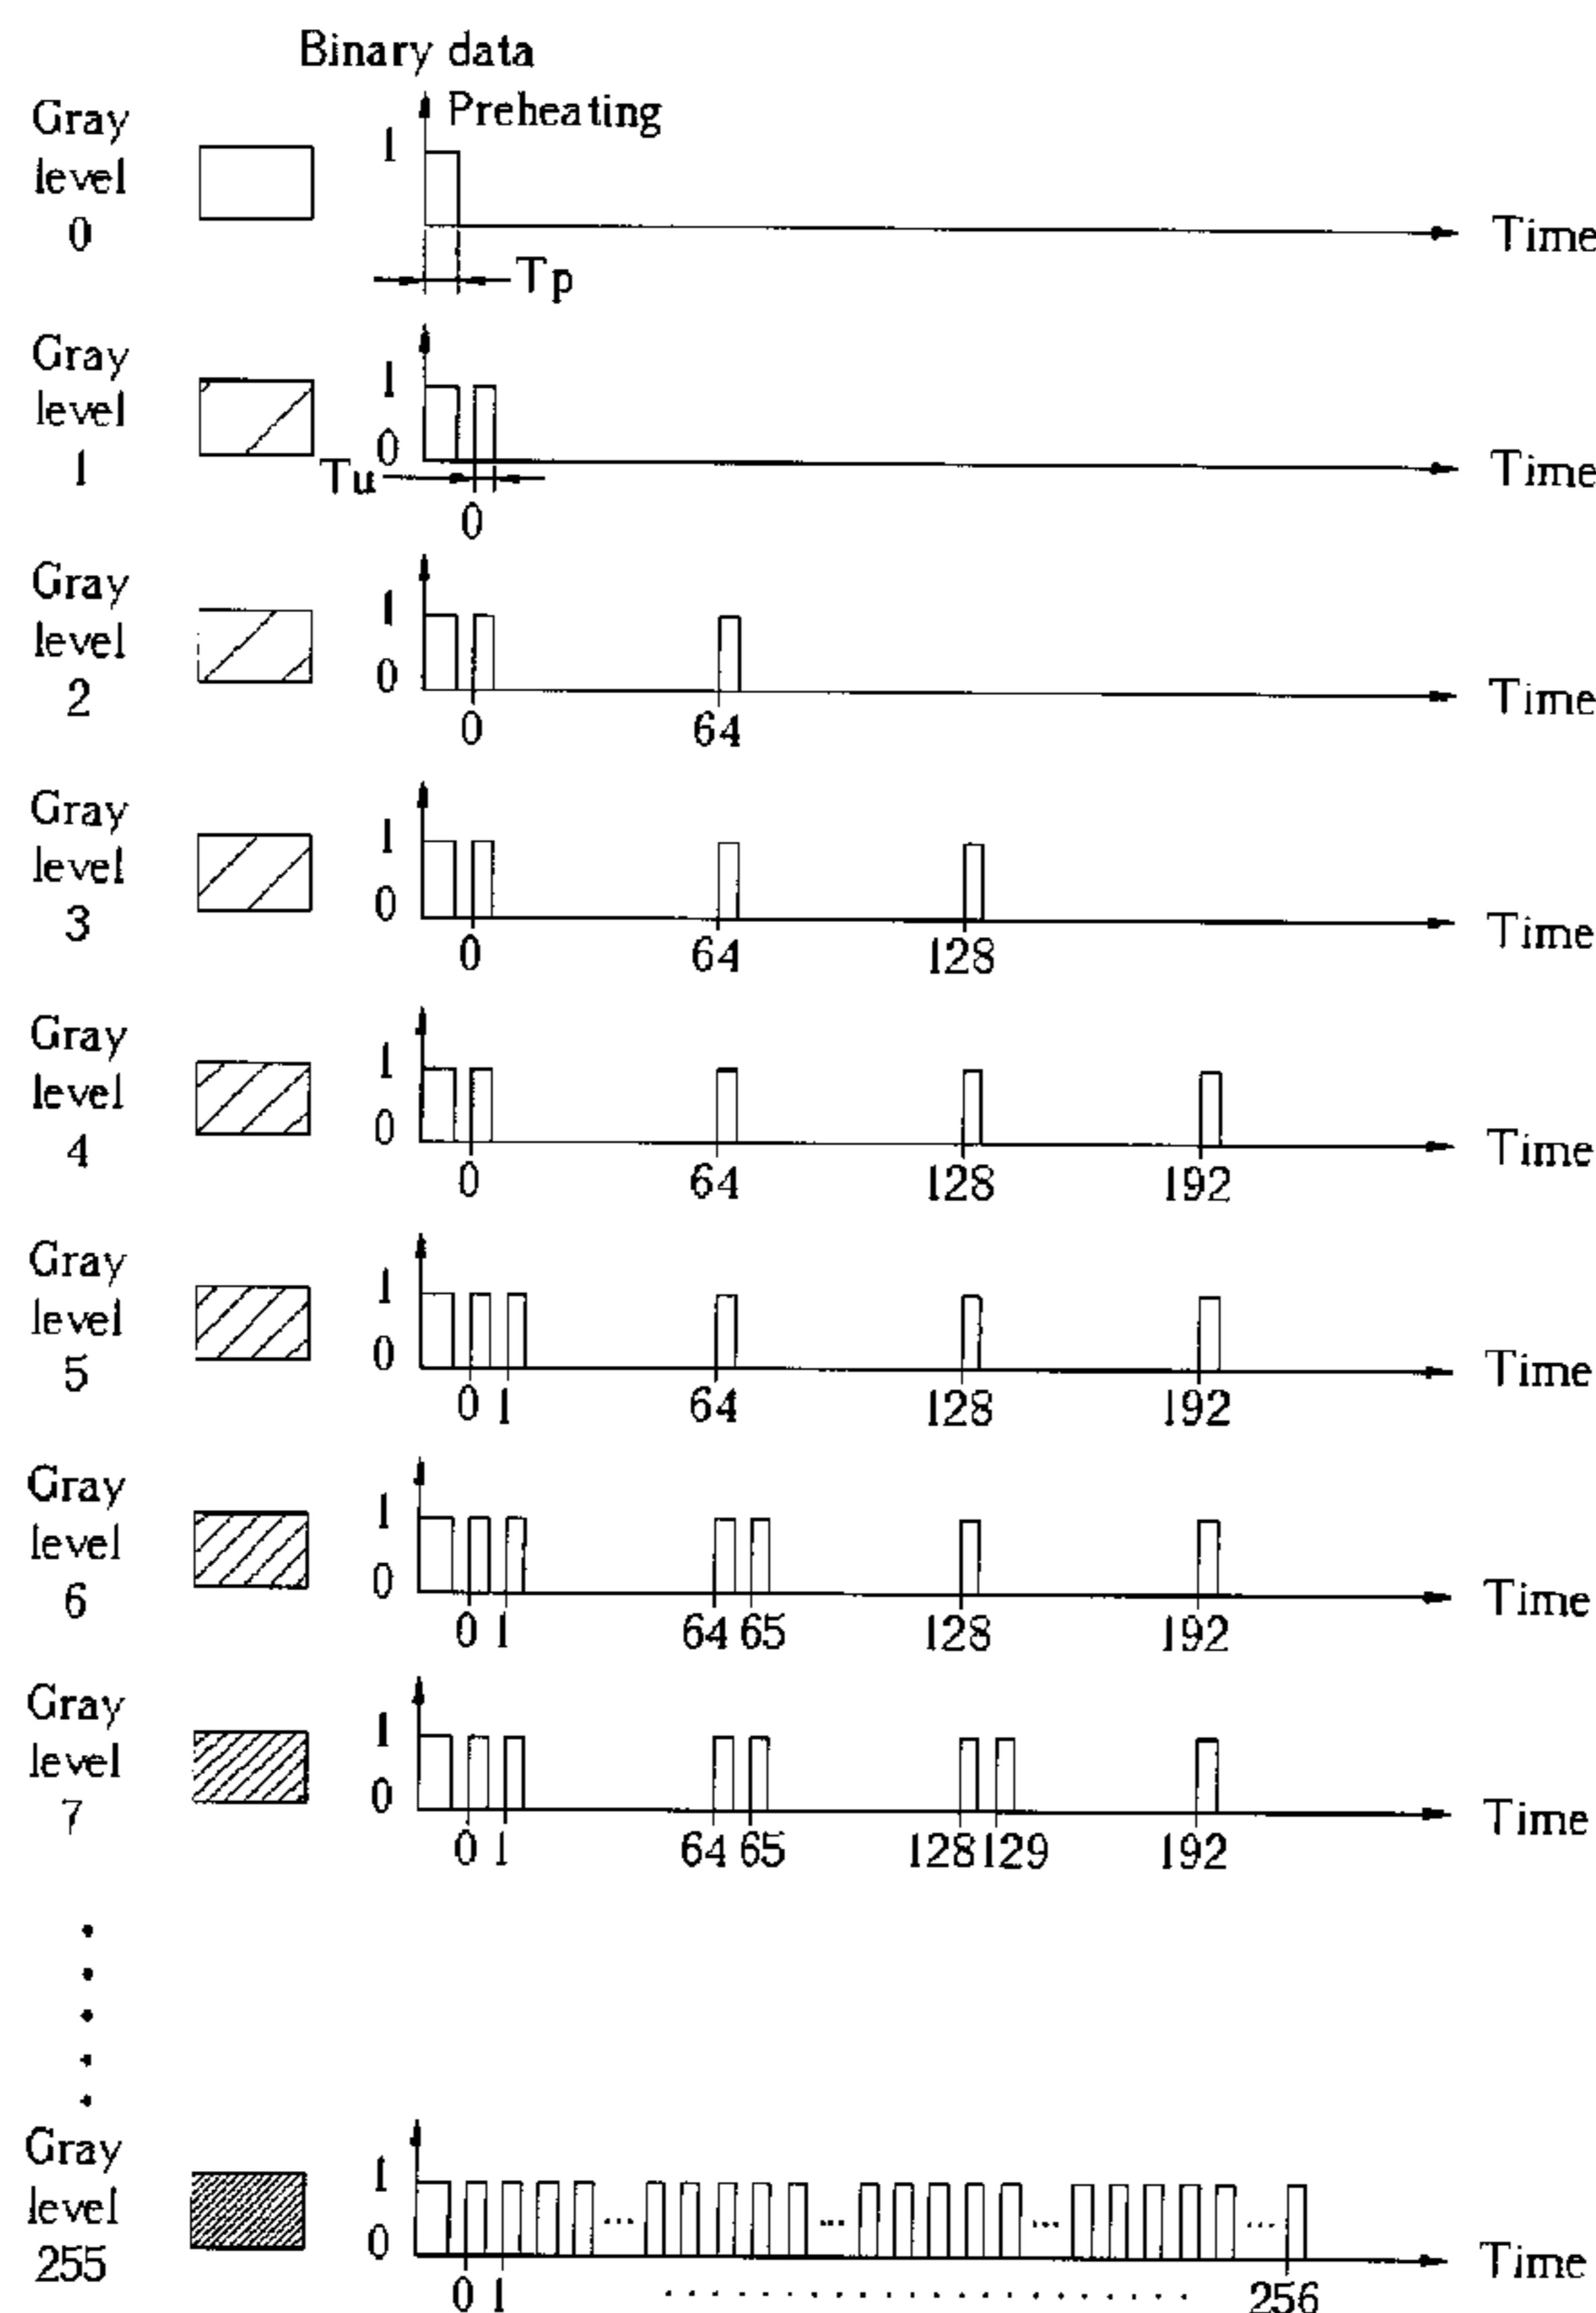 Binary data
Preheating
Gray
level
0
1
Time
Tp
Gray
level
1
1
0
Time
Tu
0
Gray
level
2
1
0
Time
0 64
Gray
level
3
1
0
Time
0 64 128
Gray
level
4
1
0
Time
0 64 128 192
Gray
level
5
1
0
Time
0 1 64 128 192
Gray
level
6
1
0
Time
0 1 64 65 128 192
Gray
level
7
1
0
Time
0 1 64 65 128 129 192
Gray
level
255
1
0
Time
0 1 256